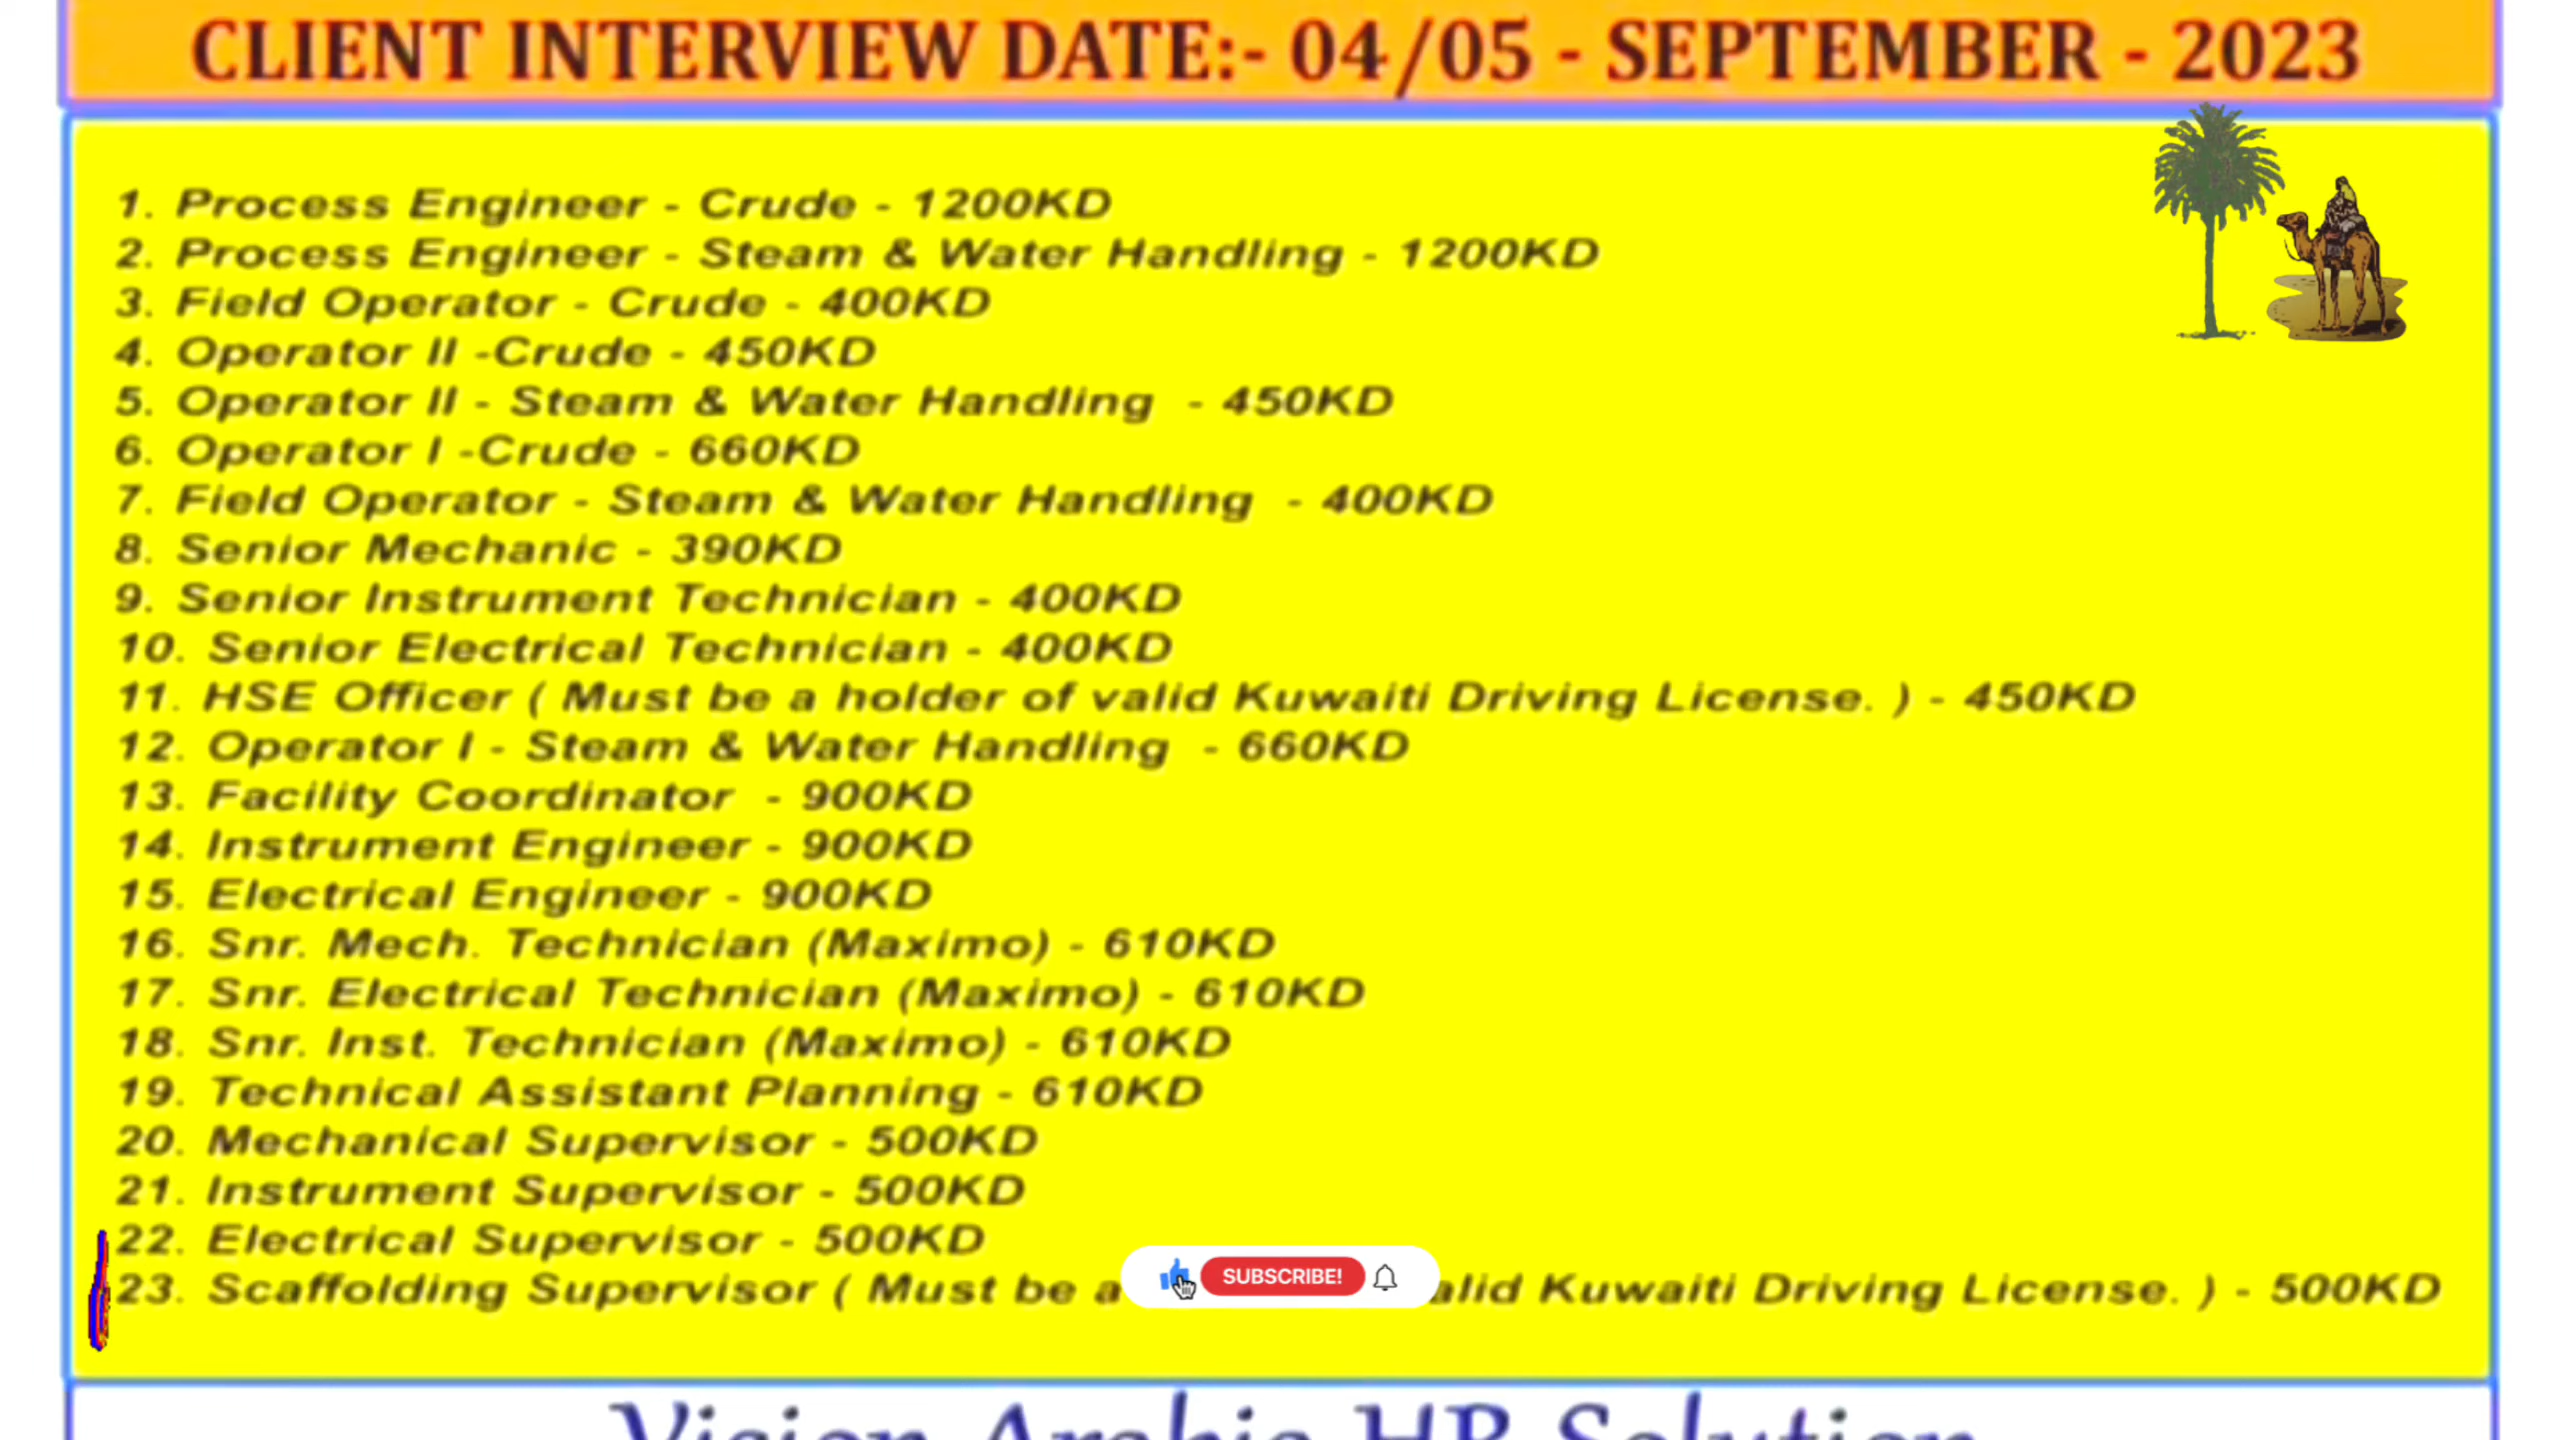 CLIENT INTERVIEW DATE:- 04/05 - SEPTEMBER - 2023
1. Process Engineer - Crude - 1200KD
2. Process Engineer - Steam & Water Handling - 1200KD
3. Field Operator - Crude - 400KD
4. Operator II -Crude - 450KD
5. Operator II - Steam & Water Handling - 450KD
6. Operator I -Crude - 660KD
7. Field Operator - Steam & Water Handling - 400KD
8. Senior Mechanic - 390KD
9. Senior Instrument Technician - 400KD
10. Senior Electrical Technician - 400KD
11. HSE Officer ( Must be a holder of valid Kuwaiti Driving License. ) - 450KD
12. Operator I - Steam & Water Handling - 660KD
13. Facility Coordinator - 900KD
14. Instrument Engineer - 900KD
15. Electrical Engineer - 900KD
16. Snr. Mech. Technician (Maximo) - 610KD
17. Snr. Electrical Technician (Maximo) - 610KD
18. Snr. Inst. Technician (Maximo) - 610KD
19. Technical Assistant Planning - 610KD
20. Mechanical Supervisor - 500KD
21. Instrument Supervisor - 500KD
22. Electrical Supervisor - 500KD
23. Scaffolding Supervisor ( Must be a alid Kuwaiti Driving License. ) - 500KD
SUBSCRIBE!
Vision Arabia HR Solution